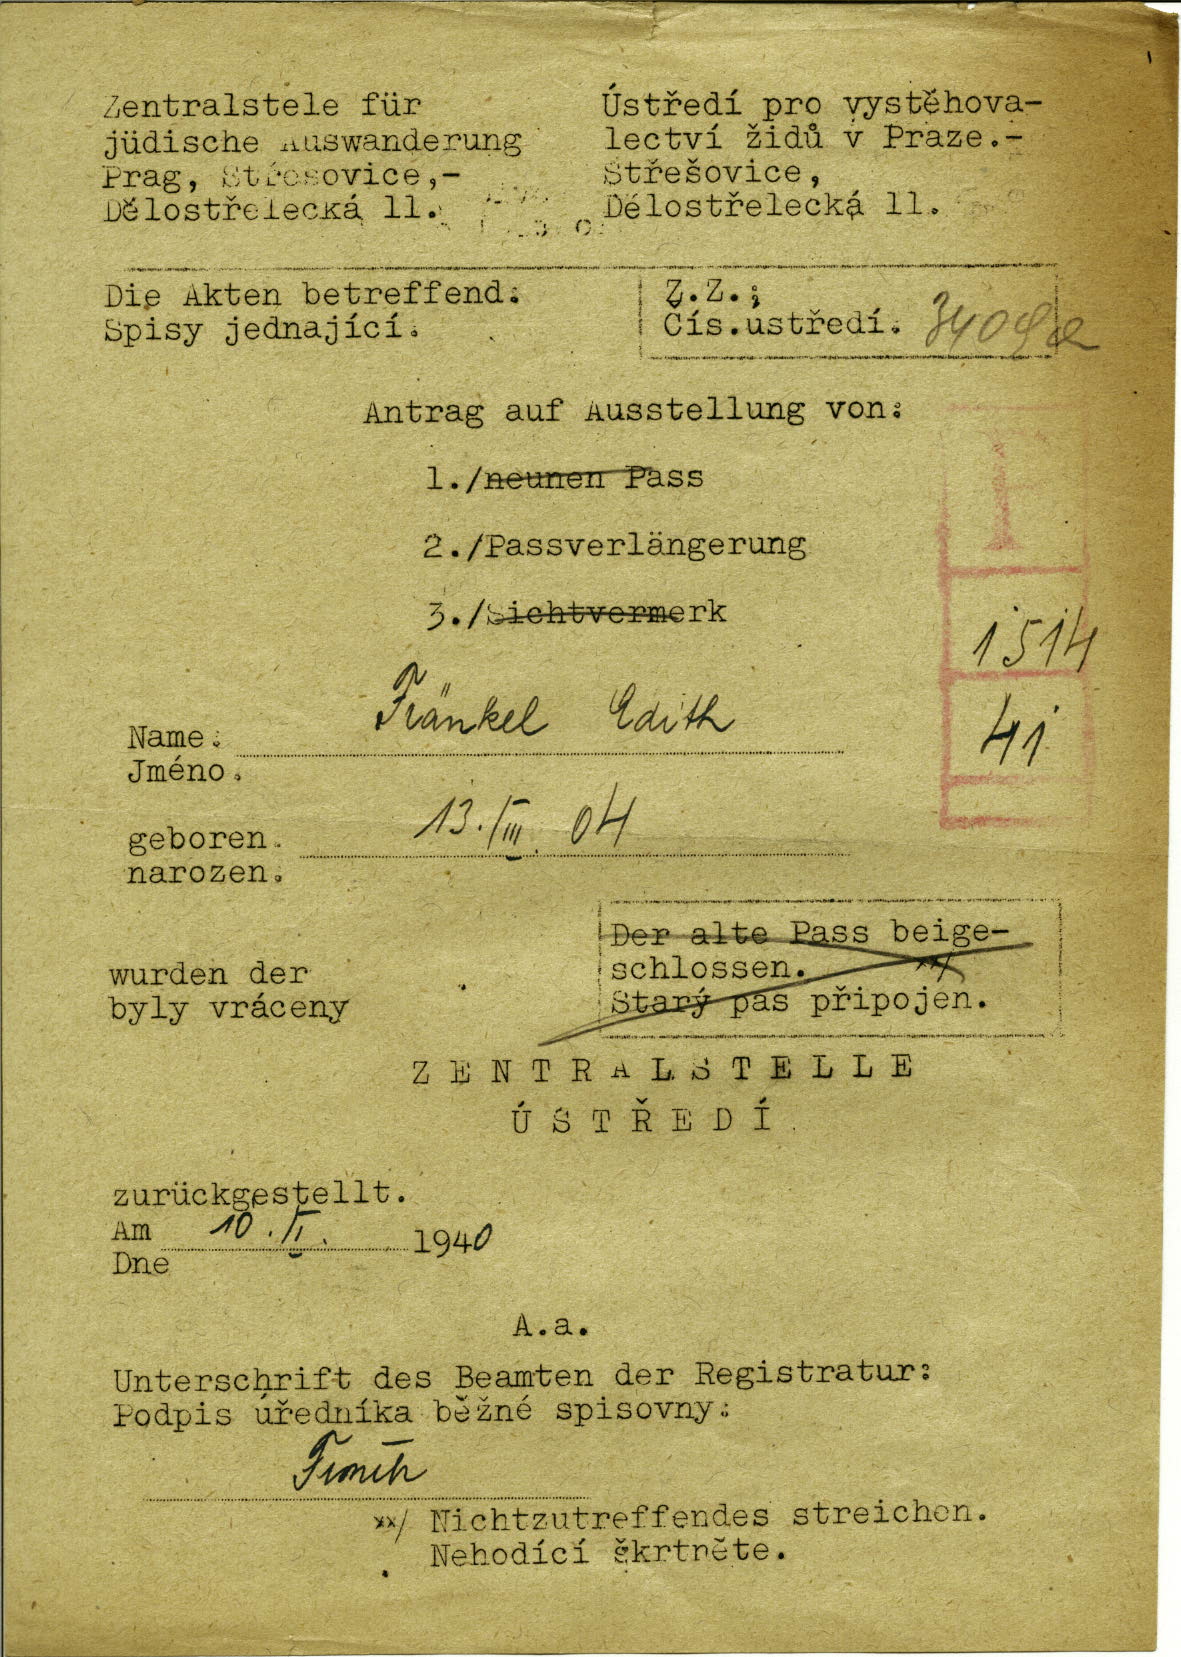 Zentralstele für
jüdische Auswanderung
Prag, Střesovice,-
Dělostřelecká 11.
Ústředí pro vystěhova-
lectví židů v Praze.-
Střešovice,
Dělostřelecká 11.
Die Akten betreffend:
Spisy jednající:
Z.Z.:
Čís.ustředí:
Antrag auf Ausstellung von:
1./neunen Pass
2./Passverlängerung
3./Sichtvermerk
1514
41
Fränkel Edith
Name:
Jméno:
13./III. 04
geboren:
narozen:
Der alte Pass beige-
schlossen. xx/
Starý pas připojen.
wurden der
byly vráceny
ZENTRALSTELLE
ÚSTŘEDÍ
zurückgestellt.
Am 10./I. 1940
Dne
A.a.
Unterschrift des Beamten der Registratur:
Podpis úředníka běžné spisovny:
xx/ Nichtzutreffendes streichen.
Nehodící škrtněte.